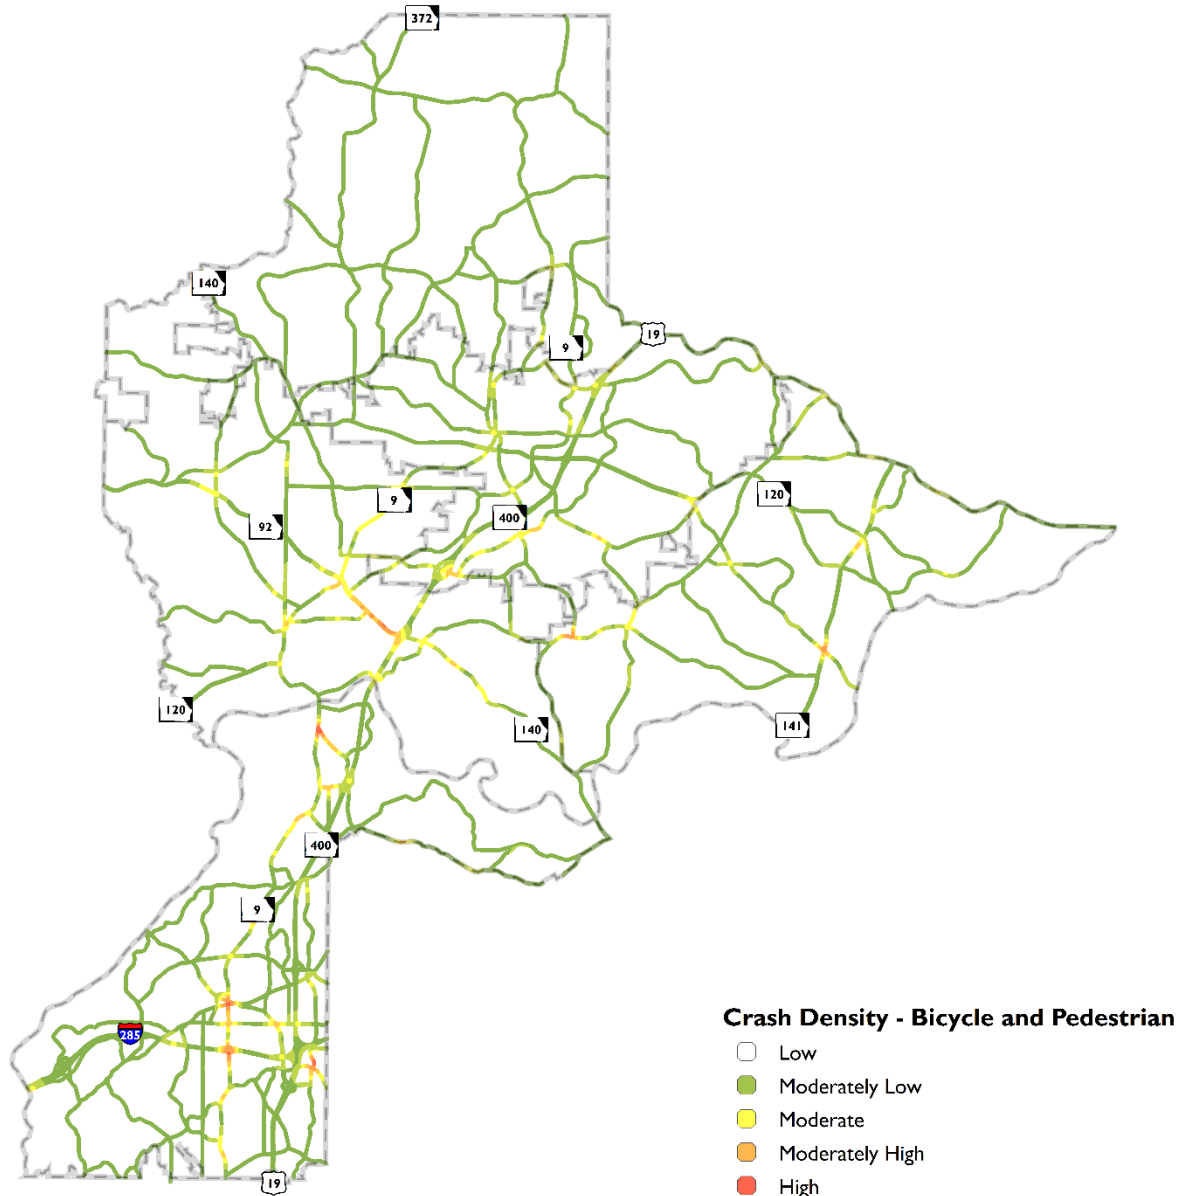 372
140
19
9
9
120
92
400
120
140
141
400
9
285
19
Crash Density - Bicycle and Pedestrian
Low
Moderately Low
Moderate
Moderately High
High